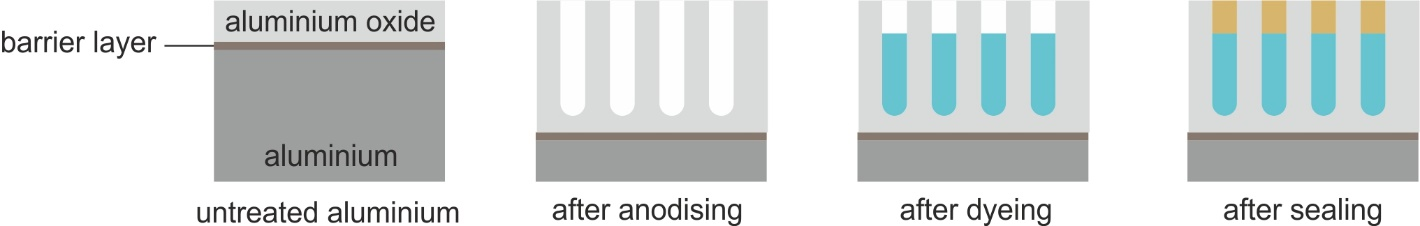 aluminium oxide
barrier layer
aluminium
untreated aluminium
after anodising
after dyeing
after sealing